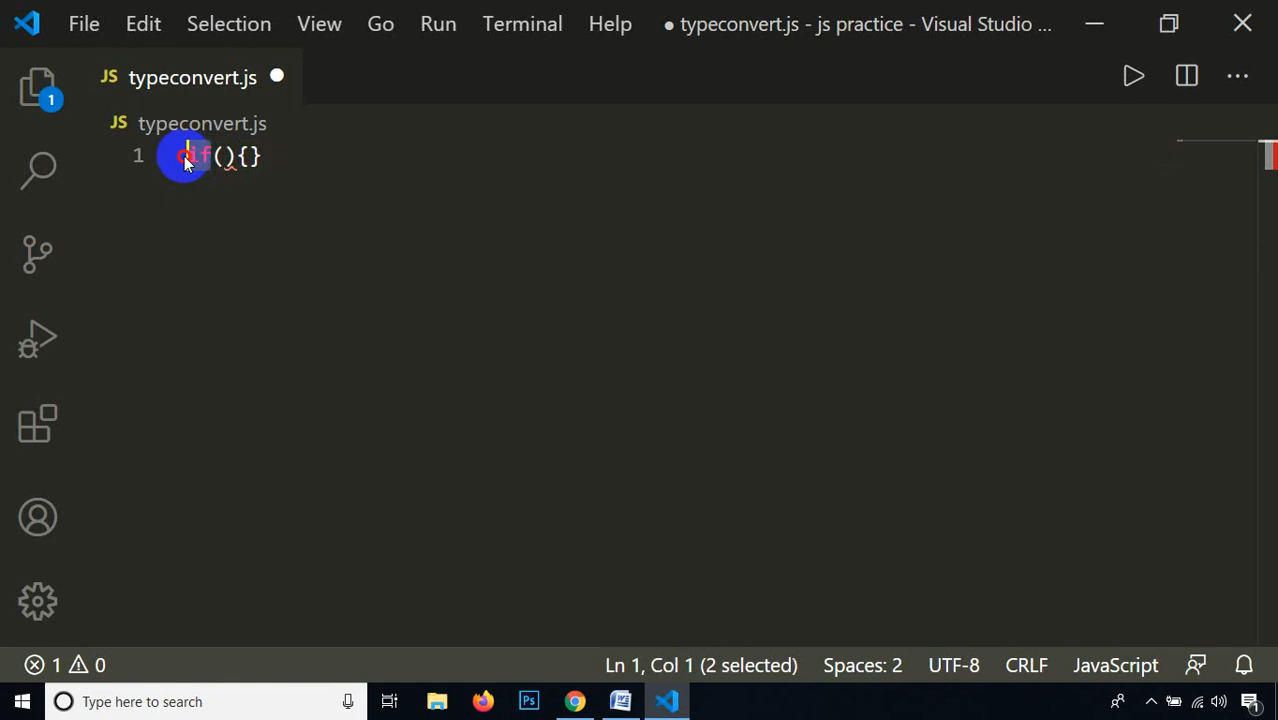 File Edit Selection View Go Run Terminal Help ● typeconvert.js - js practice - Visual Studio ...
JS typeconvert.js
1
JS typeconvert.js
1 if(){}
1 0 Ln 1, Col 1 (2 selected) Spaces: 2 UTF-8 CRLF JavaScript
Type here to search Ps W 1